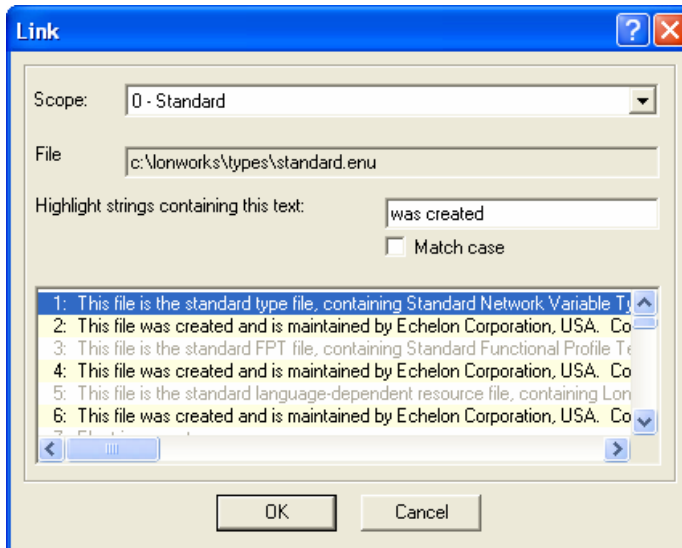 Link
Scope: 0 - Standard
File c:\lonworks\types\standard.enu
Highlight strings containing this text: was created
Match case
1: This file is the standard type file, containing Standard Network Variable Ty
2: This file was created and is maintained by Echelon Corporation, USA. Co
3: This file is the standard FPT file, containing Standard Functional Profile Te
4: This file was created and is maintained by Echelon Corporation, USA. Co
5: This file is the standard language-dependent resource file, containing Lon
6: This file was created and is maintained by Echelon Corporation, USA. Co
OK Cancel